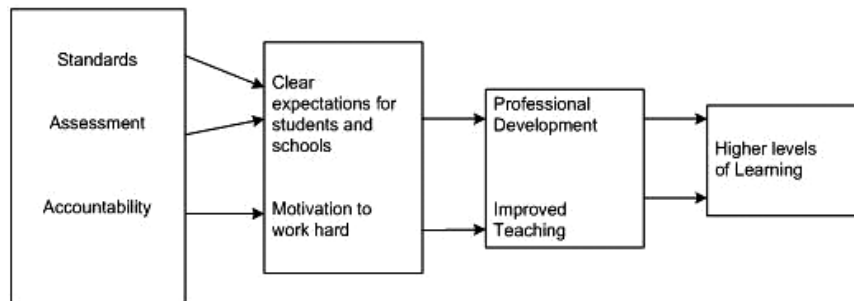 Standards
Assessment
Accountability
Clear
expectations for
students and
schools
Motivation to
work hard
Professional
Development
Improved
Teaching
Higher levels
of Learning